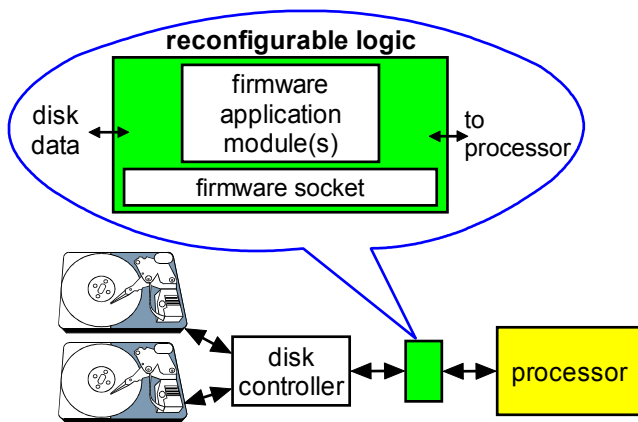 reconfigurable logic
firmware
application
module(s)
disk
data
to
processor
firmware socket
disk
controller
processor